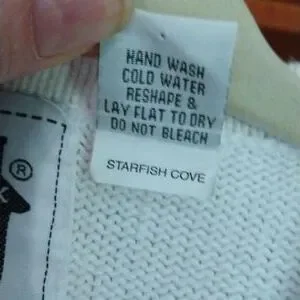 HAND WASH
COLD WATER
RESHAPE &
LAY FLAT TO DRY
DO NOT BLEACH
STARFISH COVE
®